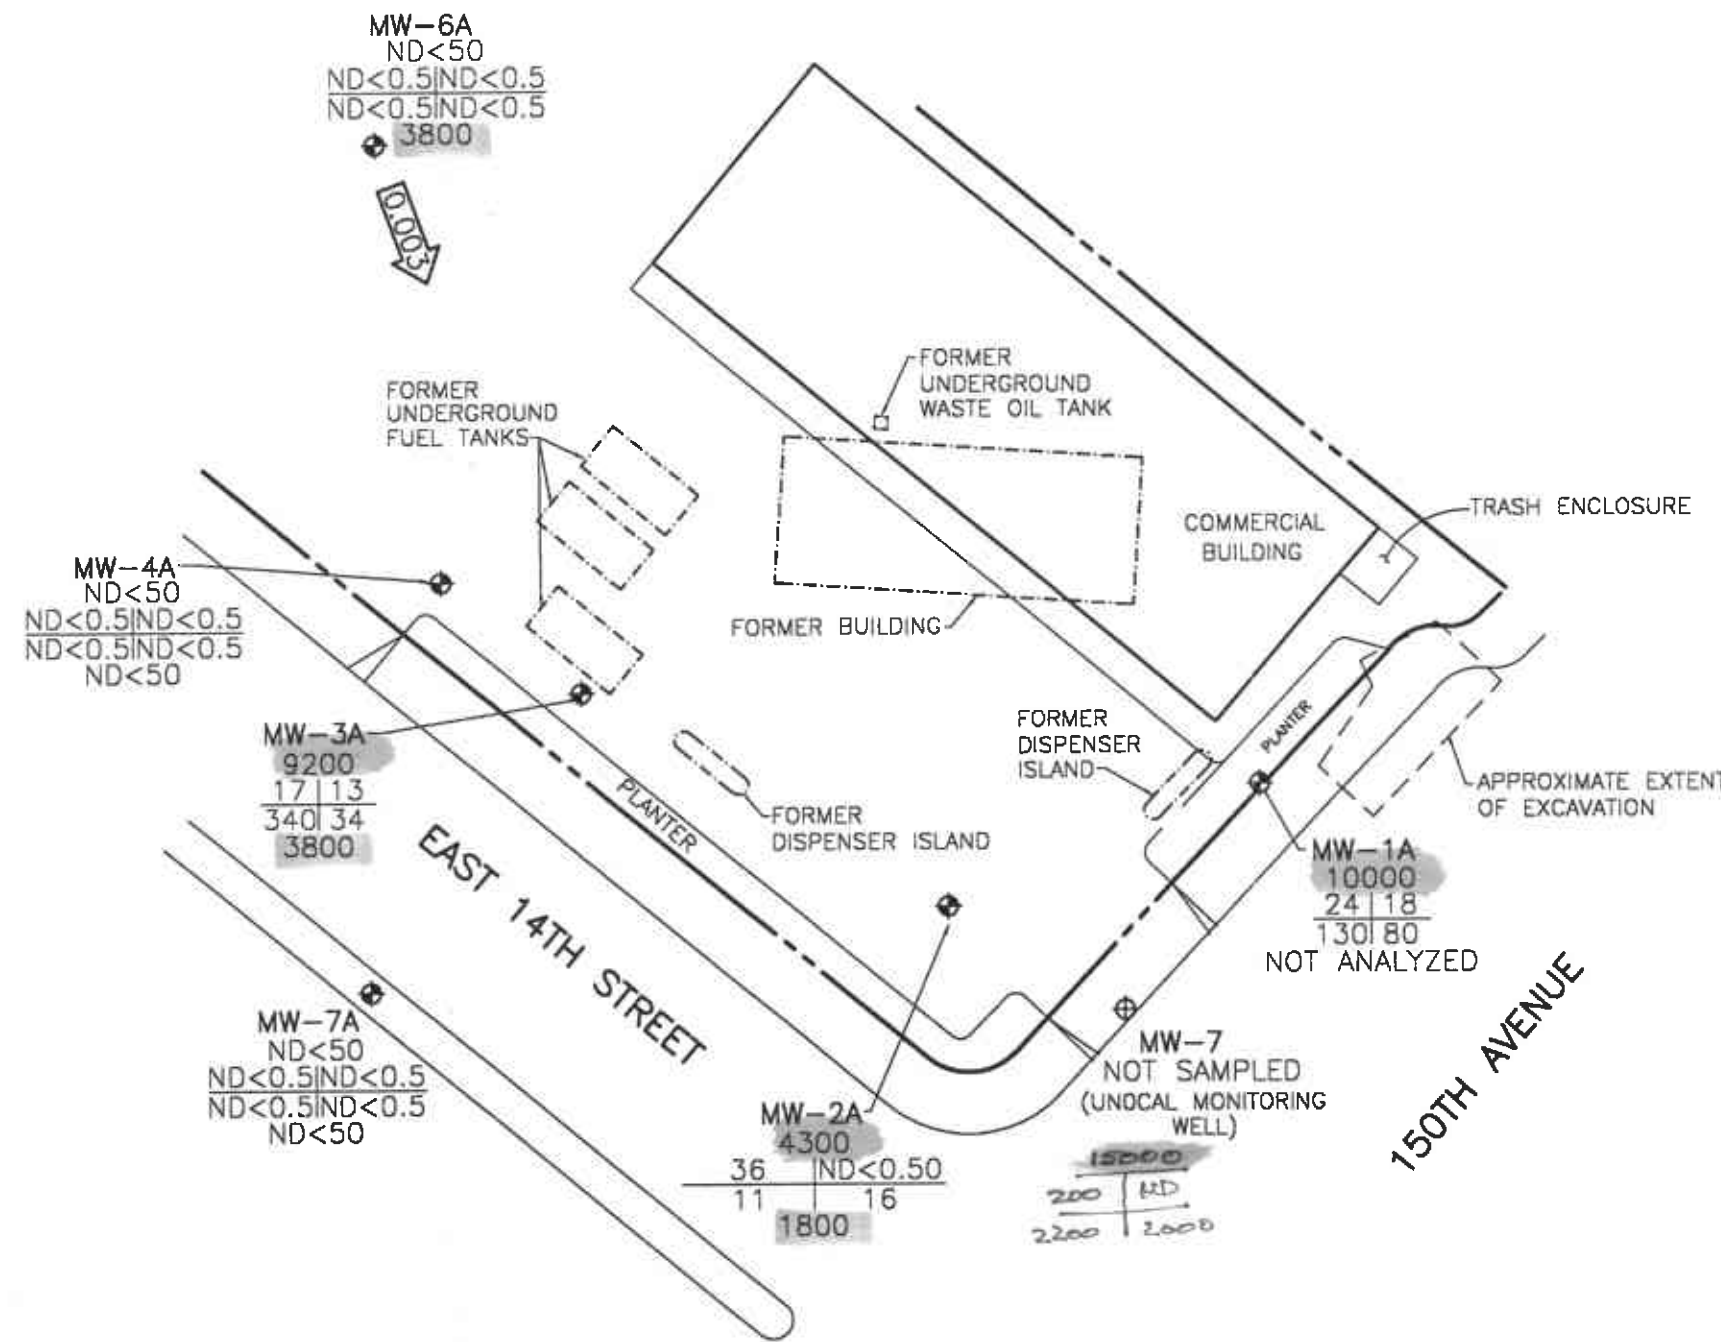 MW-6A
ND<50
ND<0.5|ND<0.5
ND<0.5|ND<0.5
3800
0.003
FORMER
UNDERGROUND
WASTE OIL TANK
FORMER
UNDERGROUND
FUEL TANKS
COMMERCIAL
BUILDING
TRASH ENCLOSURE
FORMER BUILDING
MW-4A
ND<50
ND<0.5|ND<0.5
ND<0.5|ND<0.5
ND<50
MW-3A
9200
17|13
340|34
3800
PLANTER
FORMER
DISPENSER ISLAND
FORMER
DISPENSER
ISLAND
PLANTER
APPROXIMATE EXTENT
OF EXCAVATION
MW-1A
10000
24|18
130|80
NOT ANALYZED
EAST 14TH STREET
150TH AVENUE
MW-7A
ND<50
ND<0.5|ND<0.5
ND<0.5|ND<0.5
ND<50
MW-2A
4300
36|ND<0.50
11|16
1800
MW-7
NOT SAMPLED
(UNOCAL MONITORING
WELL)
15000
200|ND
2200|2000